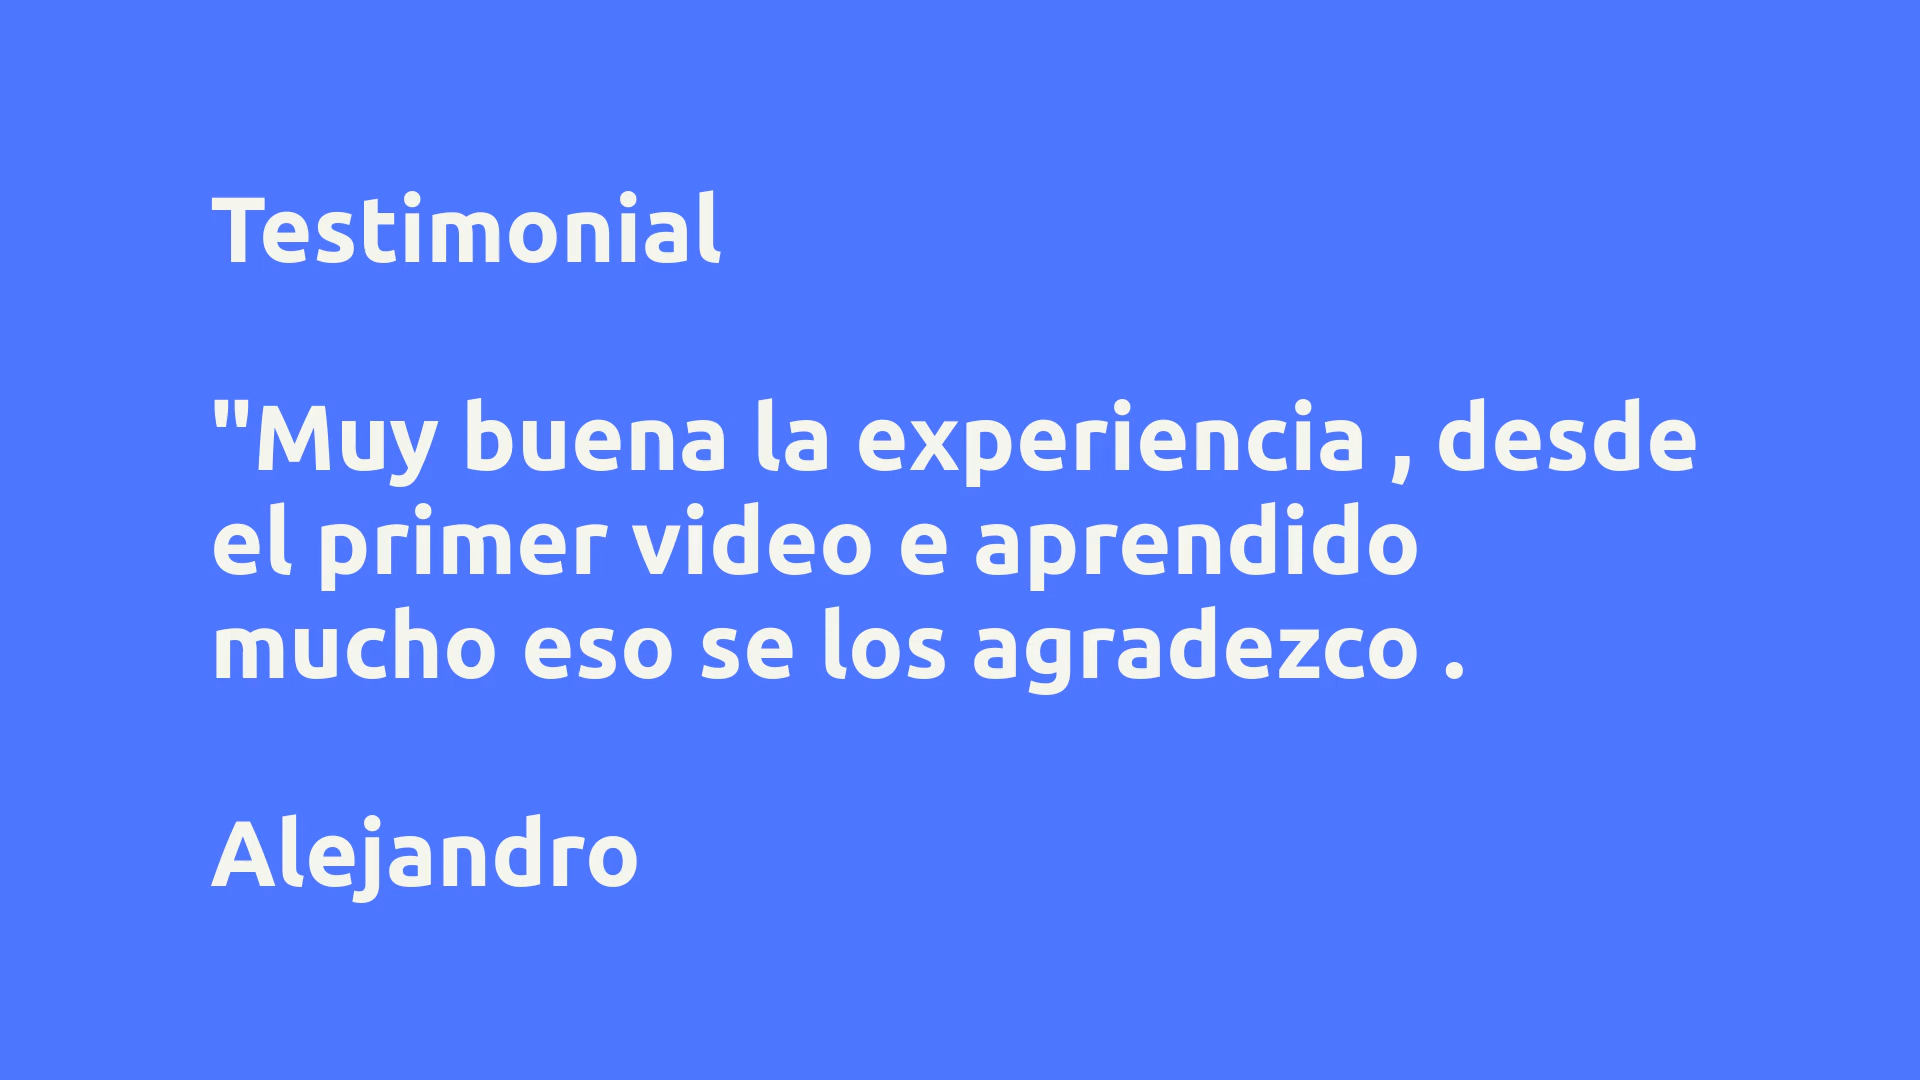 Testimonial
"Muy buena la experiencia , desde
el primer video e aprendido
mucho eso se los agradezco .
Alejandro